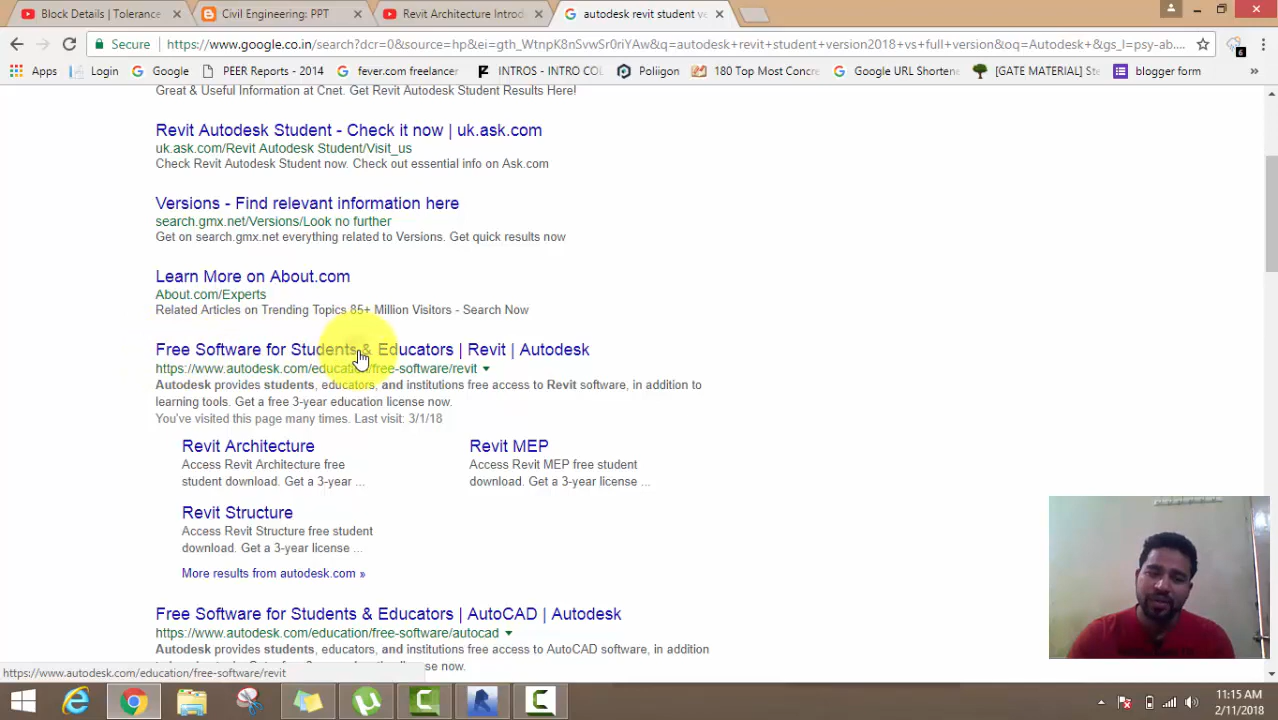 Block Details | Tolerance
Civil Engineering: PPT
Revit Architecture Introd
autodesk revit student ve
Secure
https://www.google.co.in/search?dcr=0&source=hp&ei=gth_WtnpK8nSvwSr0riYAw&q=autodesk+revit+student+version2018+vs+full+version&oq=Autodesk+&gs_l=psy-ab....
6
Apps
Login
Google
PEER Reports - 2014
fever.com freelancer
INTROS - INTRO COL
Poliigon
180 Top Most Concre
Google URL Shortene
[GATE MATERIAL] Ste
blogger form
»
Great & Useful Information at Cnet. Get Revit Autodesk Student Results Here!
Revit Autodesk Student - Check it now | uk.ask.com
uk.ask.com/Revit Autodesk Student/Visit_us
Check Revit Autodesk Student now. Check out essential info on Ask.com
Versions - Find relevant information here
search.gmx.net/Versions/Look no further
Get on search.gmx.net everything related to Versions. Get quick results now
Learn More on About.com
About.com/Experts
Related Articles on Trending Topics 85+ Million Visitors - Search Now
Free Software for Students & Educators | Revit | Autodesk
https://www.autodesk.com/education/free-software/revit
Autodesk provides students, educators, and institutions free access to Revit software, in addition to
learning tools. Get a free 3-year education license now.
You've visited this page many times. Last visit: 3/1/18
Revit Architecture
Access Revit Architecture free
student download. Get a 3-year ...
Revit MEP
Access Revit MEP free student
download. Get a 3-year license ...
Revit Structure
Access Revit Structure free student
download. Get a 3-year license ...
More results from autodesk.com »
Free Software for Students & Educators | AutoCAD | Autodesk
https://www.autodesk.com/education/free-software/autocad
Autodesk provides students, educators, and institutions free access to AutoCAD software, in addition
license now.
https://www.autodesk.com/education/free-software/revit
11:15 AM
2/11/2018